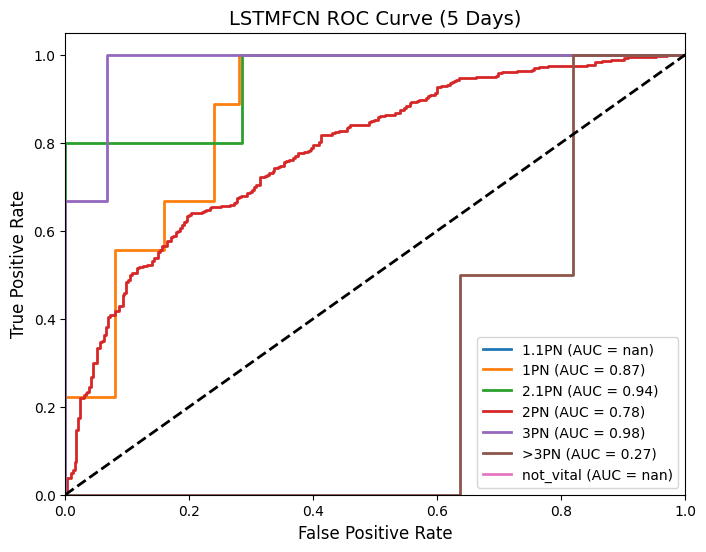 LSTMFCN ROC Curve (5 Days)
True Positive Rate
1.0
0.8
0.6
0.4
0.2
0.0
1.1PN (AUC = nan)
1PN (AUC = 0.87)
2.1PN (AUC = 0.94)
2PN (AUC = 0.78)
3PN (AUC = 0.98)
>3PN (AUC = 0.27)
not_vital (AUC = nan)
0.0 0.2 0.4 0.6 0.8 1.0
False Positive Rate